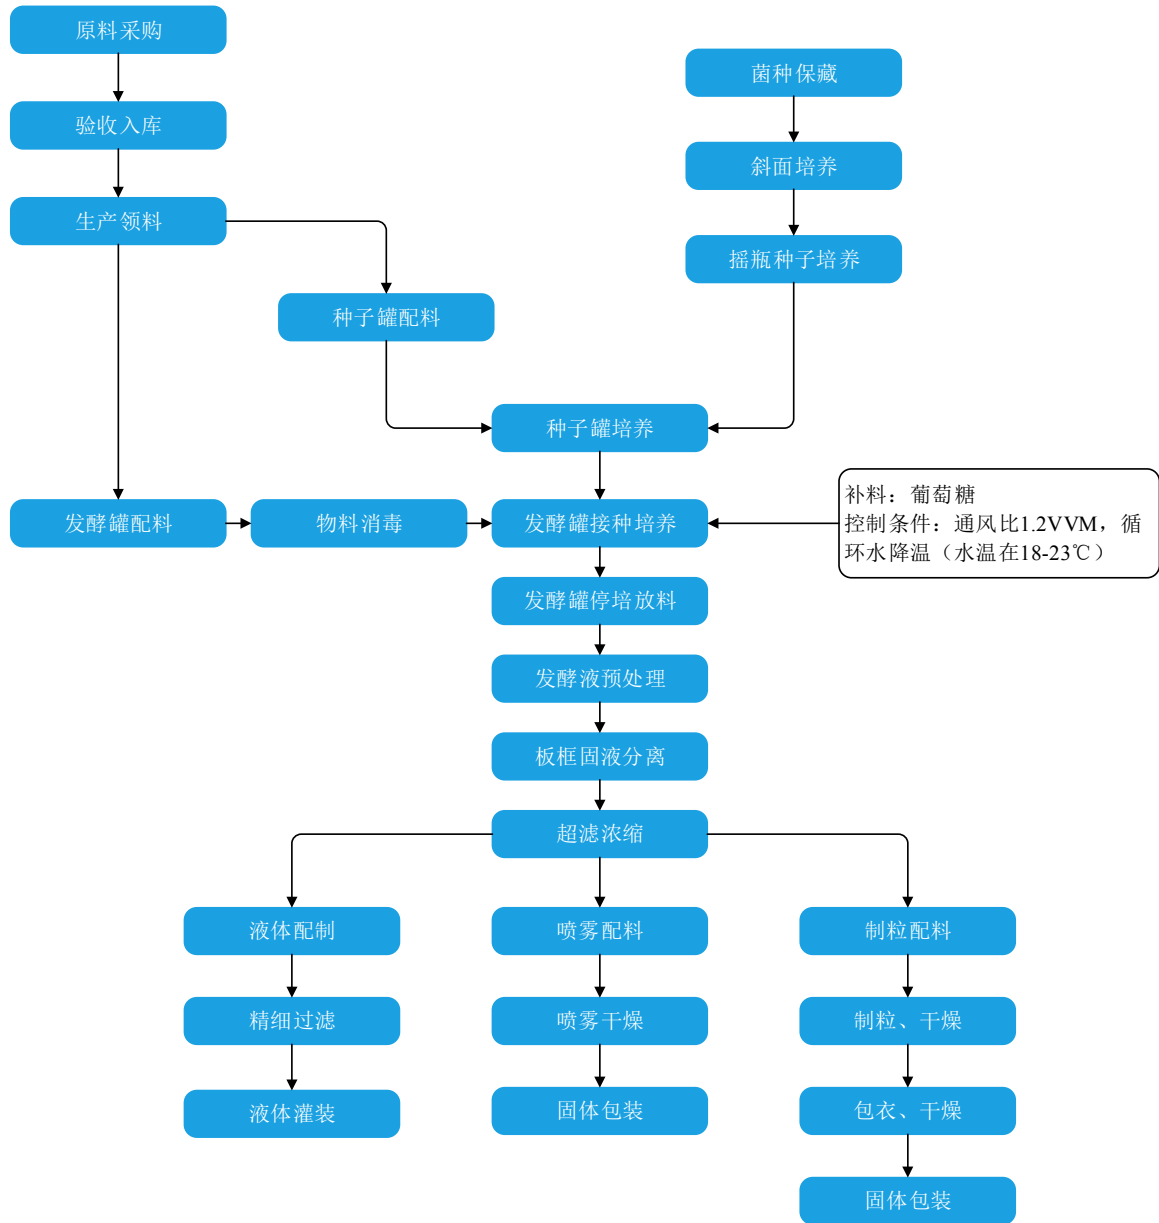 原料采购
菌种保藏
验收入库
斜面培养
生产领料
摇瓶种子培养
种子罐配料
种子罐培养
补料：葡萄糖
控制条件：通风比1.2VVM，循
环水降温（水温在18-23℃）
发酵罐配料
物料消毒
发酵罐接种培养
发酵罐停培放料
发酵液预处理
板框固液分离
超滤浓缩
液体配制
喷雾配料
制粒配料
精细过滤
喷雾干燥
制粒、干燥
液体灌装
固体包装
包衣、干燥
固体包装